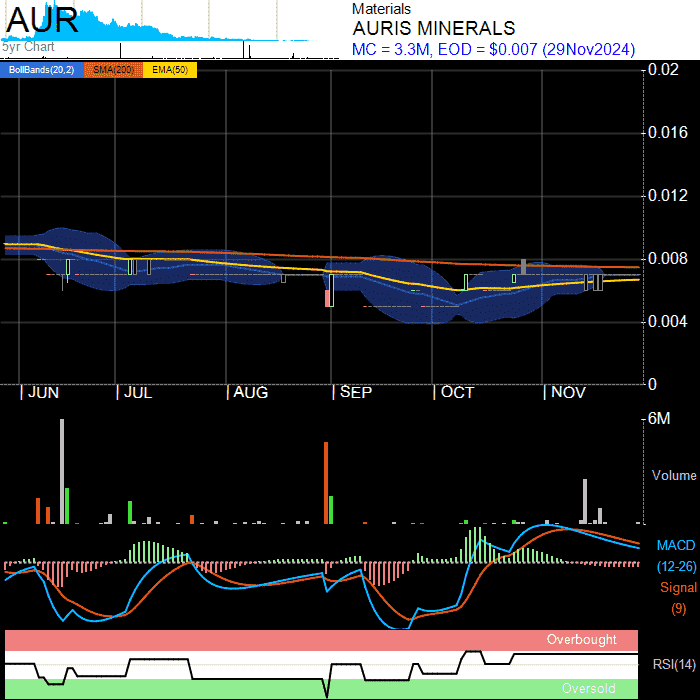 AUR
5yr Chart
Materials
AURIS MINERALS
MC = 3.3M, EOD = $0.007 (29Nov2024)
BollBands(20,2) SMA(200) EMA(50)
0.02
0.016
0.012
0.008
0.004
0
JUN JUL AUG SEP OCT NOV
6M
Volume
MACD
(12-26)
Signal
(9)
Overbought
RSI(14)
Oversold